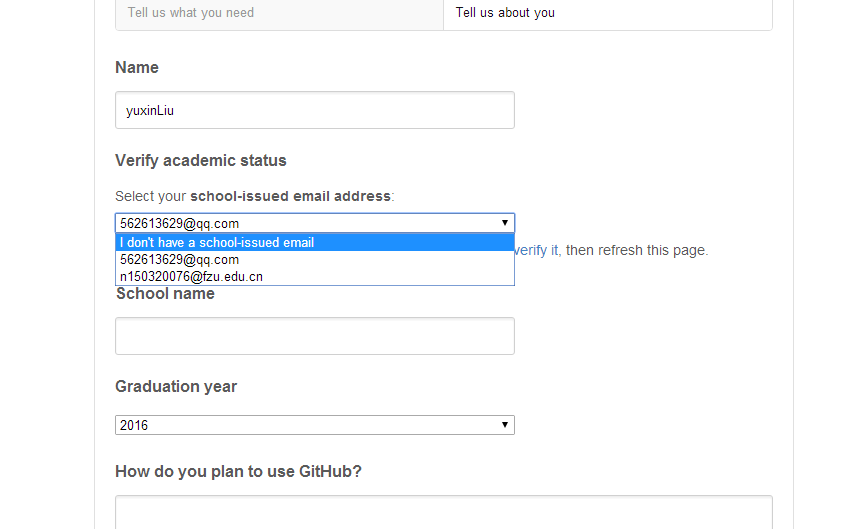 Tell us what you need
Tell us about you
Name
yuxinLiu
Verify academic status
Select your school-issued email address:
562613629@qq.com
I don't have a school-issued email
verify it, then refresh this page.
562613629@qq.com
n150320076@fzu.edu.cn
School name
Graduation year
2016
How do you plan to use GitHub?